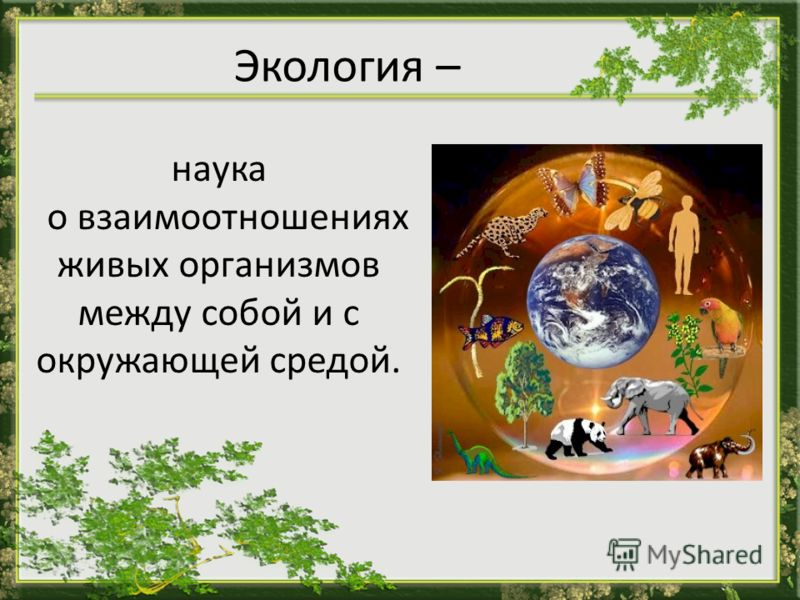 Экология –
наука
о взаимоотношениях
живых организмов
между собой и с
окружающей средой.
MyShared